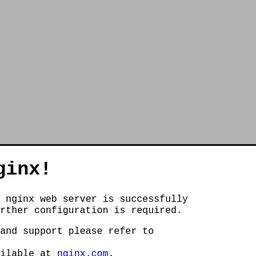 ginx!
nginx web server is successfully
rther configuration is required.
and support please refer to
ilable at nginx.com.